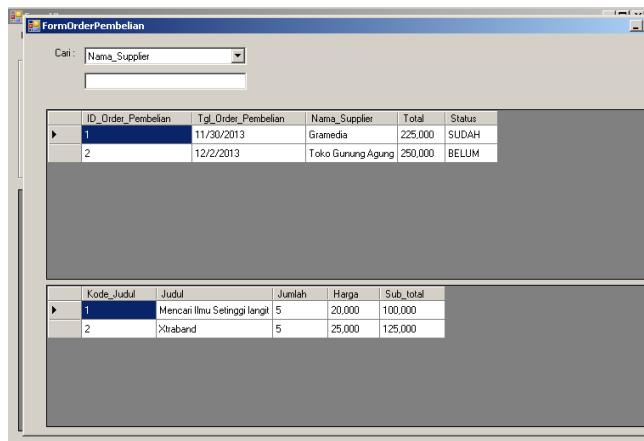 FormOrderPembelian
Cari : Nama_Supplier
ID_Order_Pembelian Tgl_Order_Pembelian Nama_Supplier Total Status
1 11/30/2013 Gramedia 225,000 SUDAH
2 12/2/2013 Toko Gunung Agung 250,000 BELUM
Kode_Judul Judul Jumlah Harga Sub_total
1 Mencari Ilmu Setinggi langit 5 20,000 100,000
2 Xtraband 5 25,000 125,000